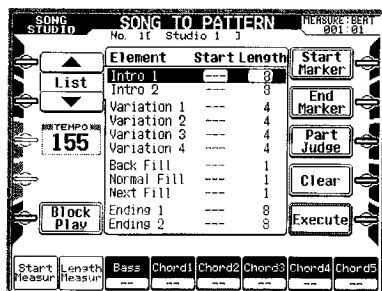 SONG STUDIO
SONG TO PATTERN
MEASURE:BEAT
001:01
No. 1[ Studio 1 ]
Element Start Length
Intro 1 --- 8
Intro 2 --- 8
Variation 1 --- 4
Variation 2 --- 4
Variation 3 --- 4
Variation 4 --- 4
Back Fill --- 1
Normal Fill --- 1
Next Fill --- 1
Ending 1 --- 8
Ending 2 --- 8
List
TEMPO
155
Block Play
Start Marker
End Marker
Part Judge
Clear
Execute
Start Measur
Length Measur
Bass Chord1 Chord2 Chord3 Chord4 Chord5
-- -- -- -- -- --